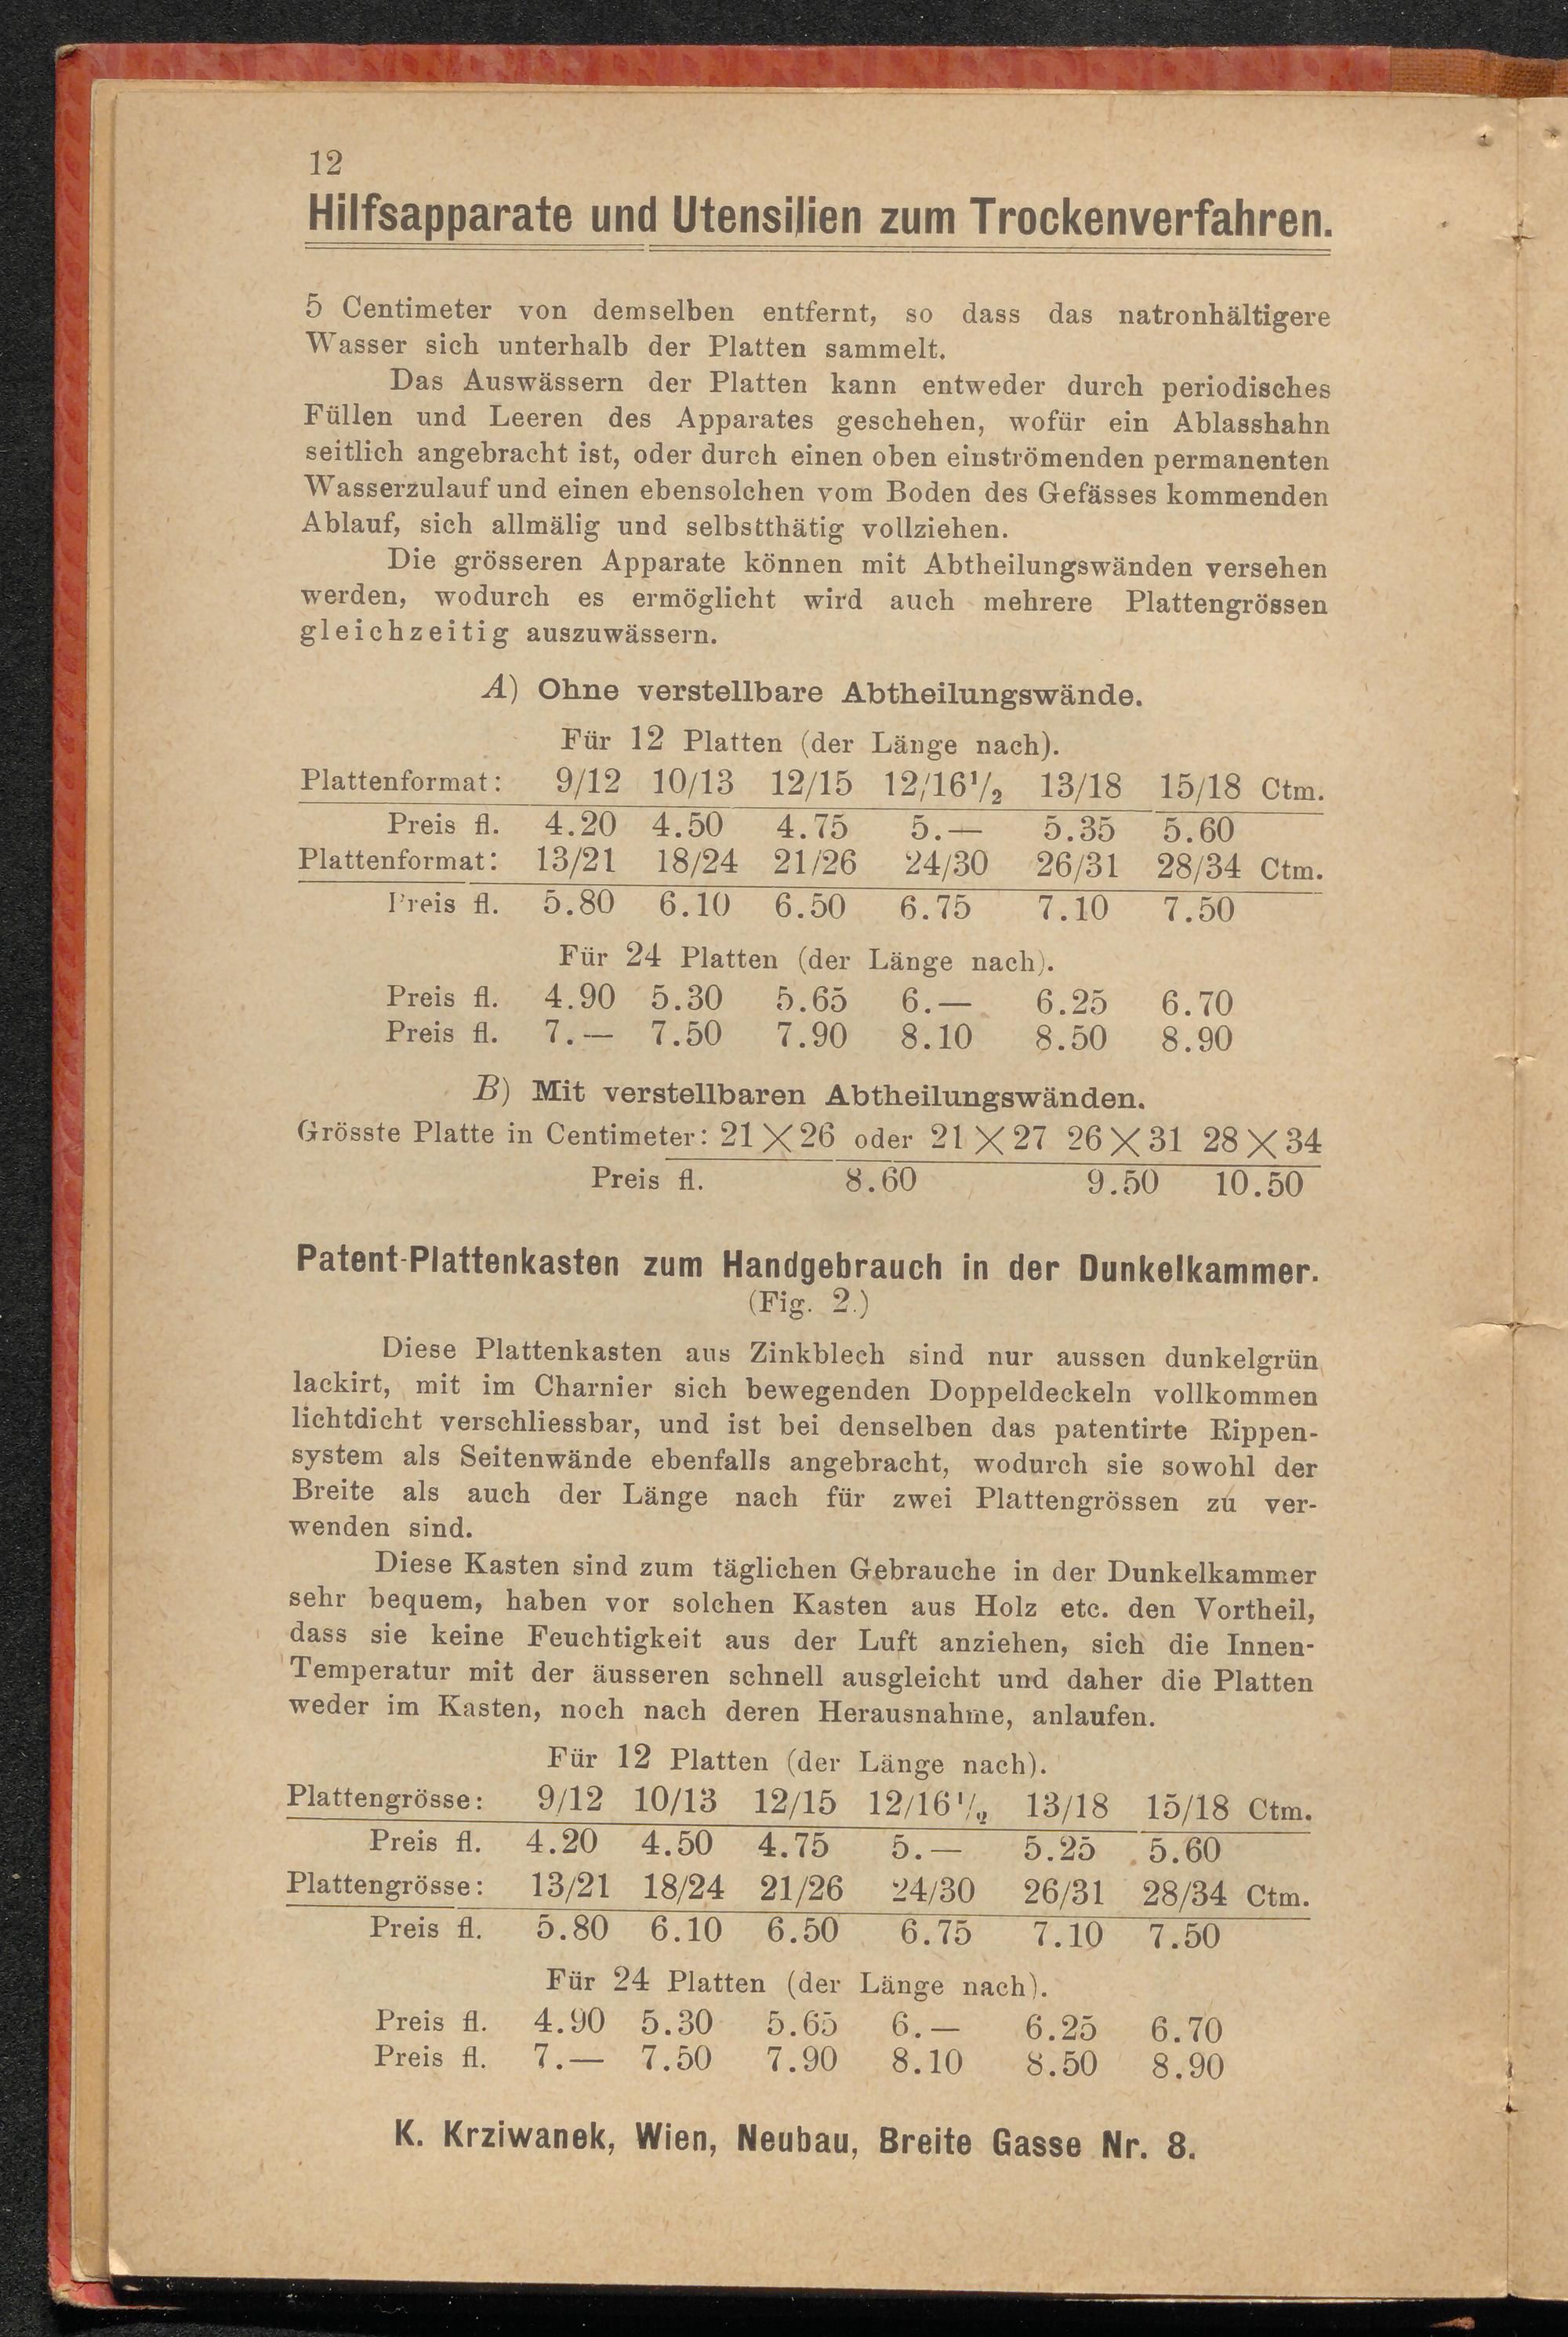 12
Hilfsapparate und Utensilien zum Trockenverfahren.
5 Centimeter von demselben entfernt, so dass das natronhältigere
Wasser sich unterhalb der Platten sammelt.
Das Auswässern der Platten kann entweder durch periodisches
Füllen und Leeren des Apparates geschehen, wofür ein Ablasshahn
seitlich angebracht ist, oder durch einen oben einströmenden permanenten
Wasserzulauf und einen ebensolchen vom Boden des Gefässes kommenden
Ablauf, sich allmälig und selbstthätig vollziehen.
Die grösseren Apparate können mit Abtheilungswänden versehen
werden, wodurch es ermöglicht wird auch mehrere Plattengrössen
gleichzeitig auszuwässern.
A) Ohne verstellbare Abtheilungswände.
Für 12 Platten (der Länge nach).
Plattenformat: 9/12 10/13 12/15 12/16¹/₂ 13/18 15/18 Ctm.
Preis fl. 4.20 4.50 4.75 5.— 5.35 5.60
Plattenformat: 13/21 18/24 21/26 24/30 26/31 28/34 Ctm.
Preis fl. 5.80 6.10 6.50 6.75 7.10 7.50
Für 24 Platten (der Länge nach).
Preis fl. 4.90 5.30 5.65 6.— 6.25 6.70
Preis fl. 7.— 7.50 7.90 8.10 8.50 8.90
B) Mit verstellbaren Abtheilungswänden.
Grösste Platte in Centimeter: 21 × 26 oder 21 × 27 26 × 31 28 × 34
Preis fl. 8.60 9.50 10.50
Patent-Plattenkasten zum Handgebrauch in der Dunkelkammer.
(Fig. 2.)
Diese Plattenkasten aus Zinkblech sind nur aussen dunkelgrün
lackirt, mit im Charnier sich bewegenden Doppeldeckeln vollkommen
lichtdicht verschliessbar, und ist bei denselben das patentirte Rippen-
system als Seitenwände ebenfalls angebracht, wodurch sie sowohl der
Breite als auch der Länge nach für zwei Plattengrössen zu ver-
wenden sind.
Diese Kasten sind zum täglichen Gebrauche in der Dunkelkammer
sehr bequem, haben vor solchen Kasten aus Holz etc. den Vortheil,
dass sie keine Feuchtigkeit aus der Luft anziehen, sich die Innen-
Temperatur mit der äusseren schnell ausgleicht und daher die Platten
weder im Kasten, noch nach deren Herausnahme, anlaufen.
Für 12 Platten (der Länge nach).
Plattengrösse: 9/12 10/13 12/15 12/16¹/₂ 13/18 15/18 Ctm.
Preis fl. 4.20 4.50 4.75 5.— 5.25 5.60
Plattengrösse: 13/21 18/24 21/26 24/30 26/31 28/34 Ctm.
Preis fl. 5.80 6.10 6.50 6.75 7.10 7.50
Für 24 Platten (der Länge nach).
Preis fl. 4.90 5.30 5.65 6.— 6.25 6.70
Preis fl. 7.— 7.50 7.90 8.10 8.50 8.90
K. Krziwanek, Wien, Neubau, Breite Gasse Nr. 8.